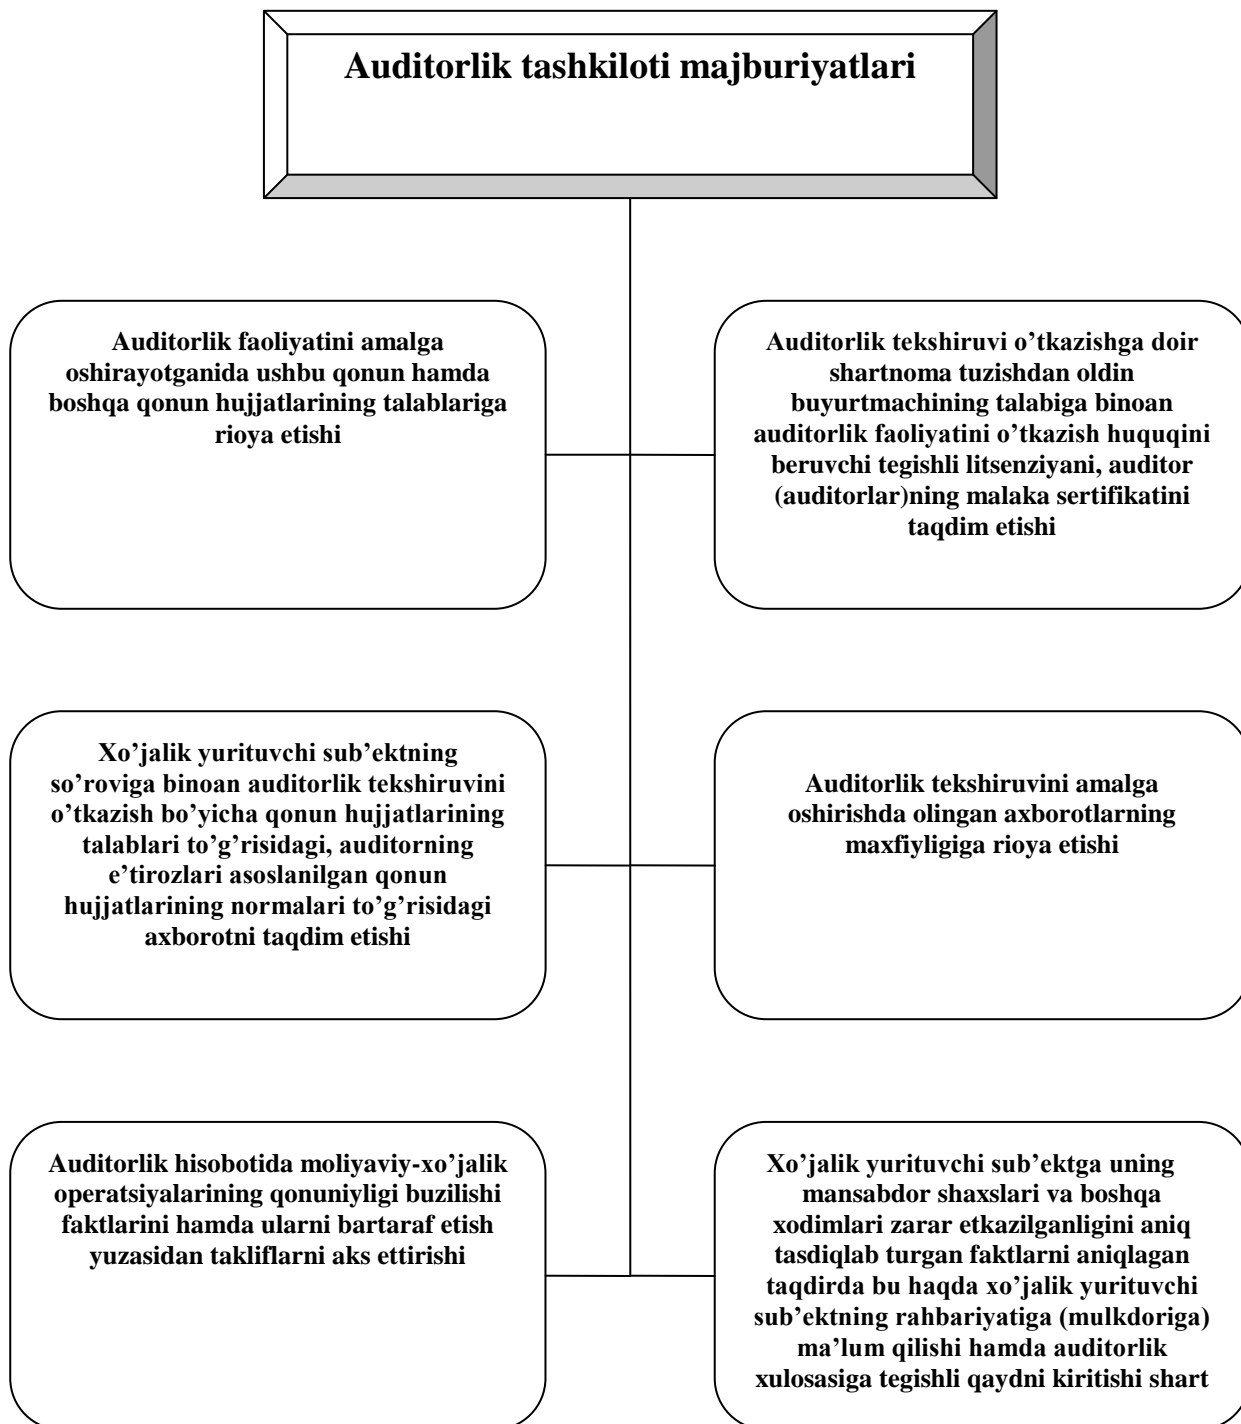 Auditorlik tashkiloti majburiyatlari
Auditorlik faoliyatini amalga
oshirayotganida ushbu qonun hamda
boshqa qonun hujjatlarining talablariga
rioya etishi
Auditorlik tekshiruvi o’tkazishga doir
shartnoma tuzishdan oldin
buyurtmachining talabiga binoan
auditorlik faoliyatini o’tkazish huquqini
beruvchi tegishli litsenziyani, auditor
(auditorlar)ning malaka sertifikatini
taqdim etishi
Xo’jalik yurituvchi sub’ektning
so’roviga binoan auditorlik tekshiruvini
o’tkazish bo’yicha qonun hujjatlarining
talablari to’g’risidagi, auditorning
e’tirozlari asoslanilgan qonun
hujjatlarining normalari to’g’risidagi
axborotni taqdim etishi
Auditorlik tekshiruvini amalga
oshirishda olingan axborotlarning
maxfiyligiga rioya etishi
Auditorlik hisobotida moliyaviy-xo’jalik
operatsiyalarining qonuniyligi buzilishi
faktlarini hamda ularni bartaraf etish
yuzasidan takliflarni aks ettirishi
Xo’jalik yurituvchi sub’ektga uning
mansabdor shaxslari va boshqa
xodimlari zarar etkazilganligini aniq
tasdiqlab turgan faktlarni aniqlagan
taqdirda bu haqda xo’jalik yurituvchi
sub’ektning rahbariyatiga (mulkdoriga)
ma’lum qilishi hamda auditorlik
xulosasiga tegishli qaydni kiritishi shart